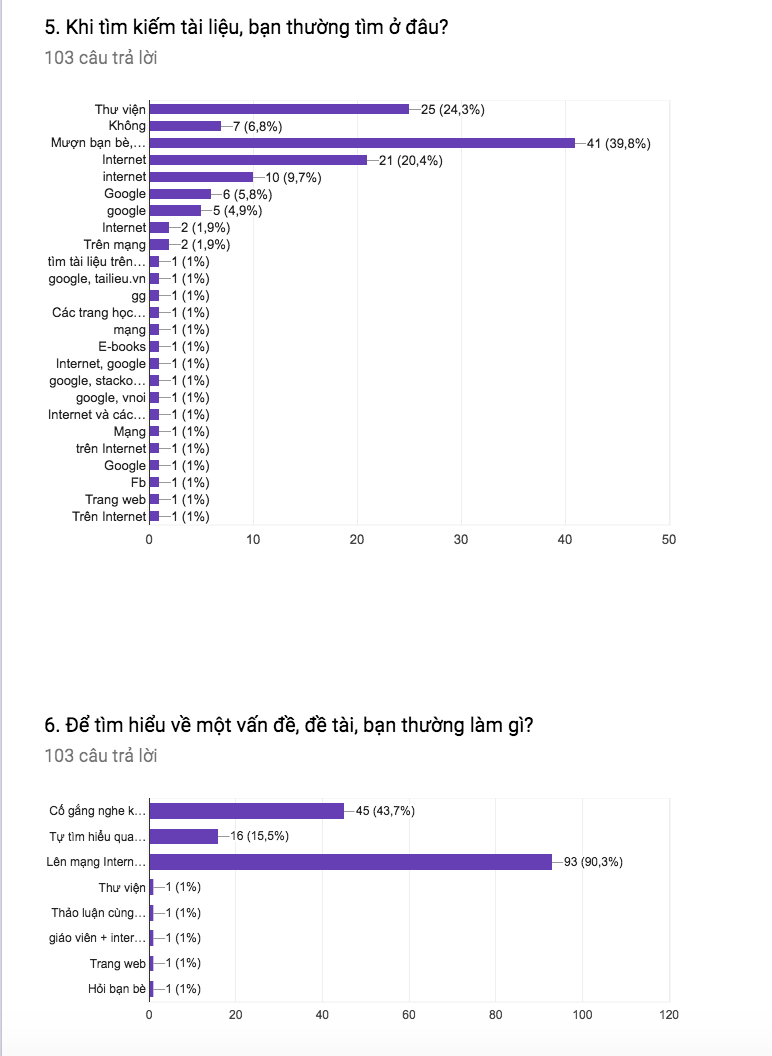 5. Khi tìm kiếm tài liệu, bạn thường tìm ở đâu?
103 câu trả lời
Thư viện 25 (24,3%)
Không 7 (6,8%)
Mượn bạn bè,... 41 (39,8%)
Internet 21 (20,4%)
internet 10 (9,7%)
Google 6 (5,8%)
google 5 (4,9%)
Internet 2 (1,9%)
Trên mạng 2 (1,9%)
tìm tài liệu trên... 1 (1%)
google, tailieu.vn 1 (1%)
gg 1 (1%)
Các trang học... 1 (1%)
mạng 1 (1%)
E-books 1 (1%)
Internet, google 1 (1%)
google, stacko... 1 (1%)
google, vnoi 1 (1%)
Internet và các... 1 (1%)
Mạng 1 (1%)
trên Internet 1 (1%)
Google 1 (1%)
Fb 1 (1%)
Trang web 1 (1%)
Trên Internet 1 (1%)
0 10 20 30 40 50
6. Để tìm hiểu về một vấn đề, đề tài, bạn thường làm gì?
103 câu trả lời
Cố gắng nghe k... 45 (43,7%)
Tự tìm hiểu qua... 16 (15,5%)
Lên mạng Intern... 93 (90,3%)
Thư viện 1 (1%)
Thảo luận cùng... 1 (1%)
giáo viên + inter... 1 (1%)
Trang web 1 (1%)
Hỏi bạn bè 1 (1%)
0 20 40 60 80 100 120